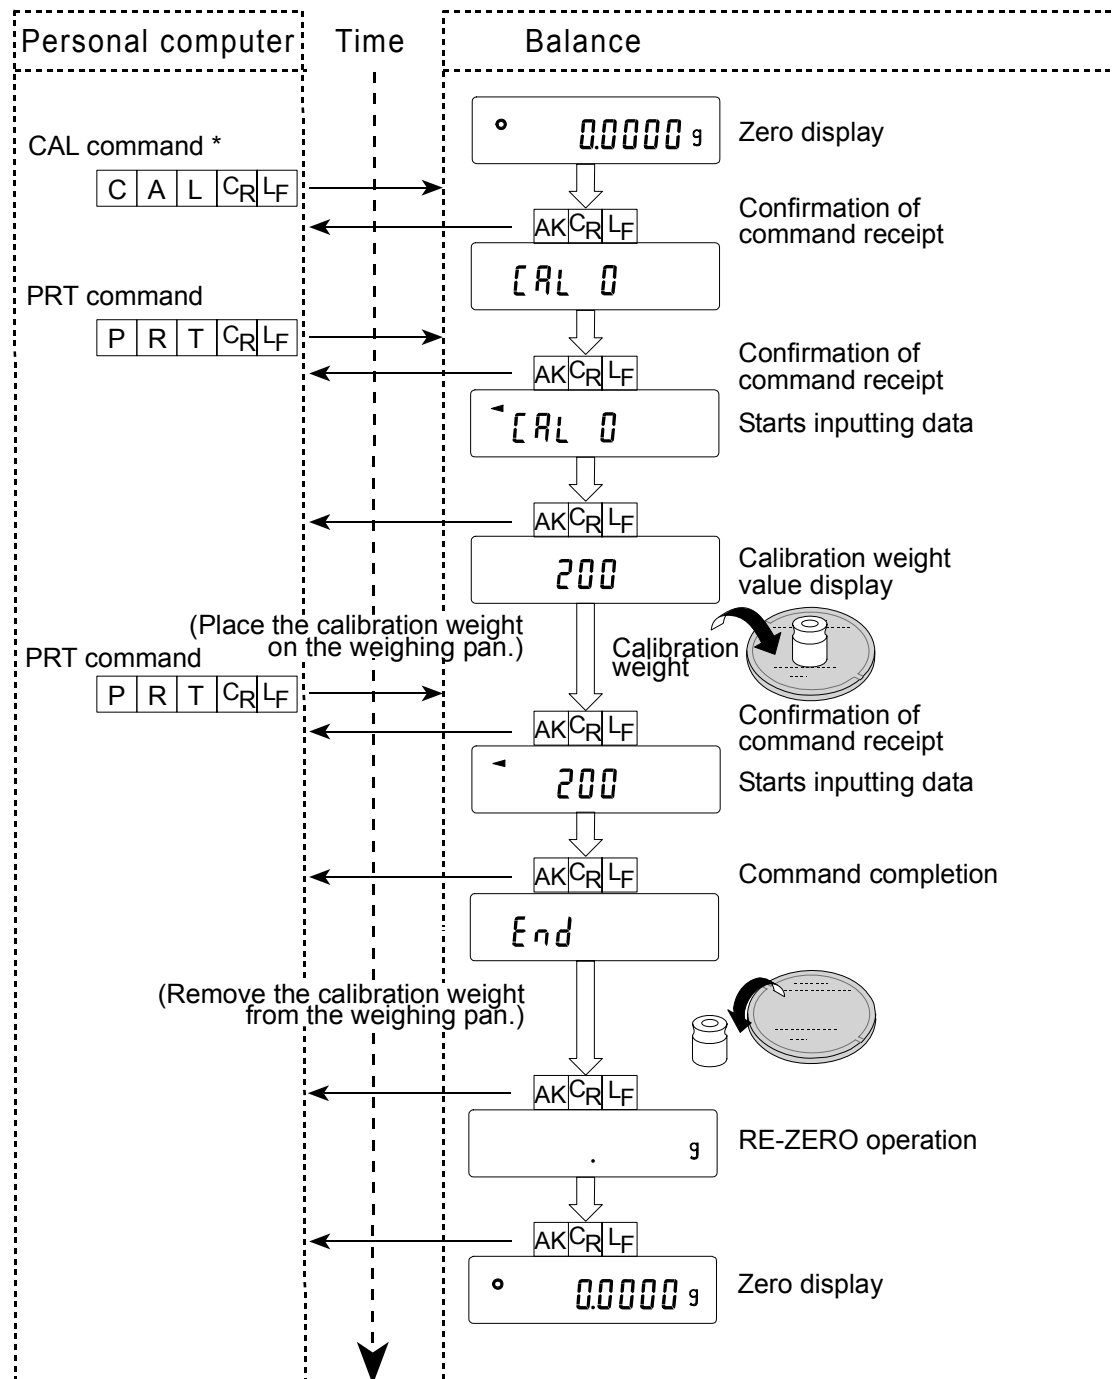 Personal computer
Time
Balance
0.0000 g
Zero display
CAL command *
C A L CR LF
AK CR LF
Confirmation of
command receipt
CAL 0
PRT command
P R T CR LF
AK CR LF
Confirmation of
command receipt
CAL 0
Starts inputting data
AK CR LF
200
Calibration weight
value display
(Place the calibration weight
on the weighing pan.)
Calibration
weight
PRT command
P R T CR LF
AK CR LF
Confirmation of
command receipt
200
Starts inputting data
AK CR LF
Command completion
End
(Remove the calibration weight
from the weighing pan.)
AK CR LF
. g
RE-ZERO operation
AK CR LF
0.0000 g
Zero display